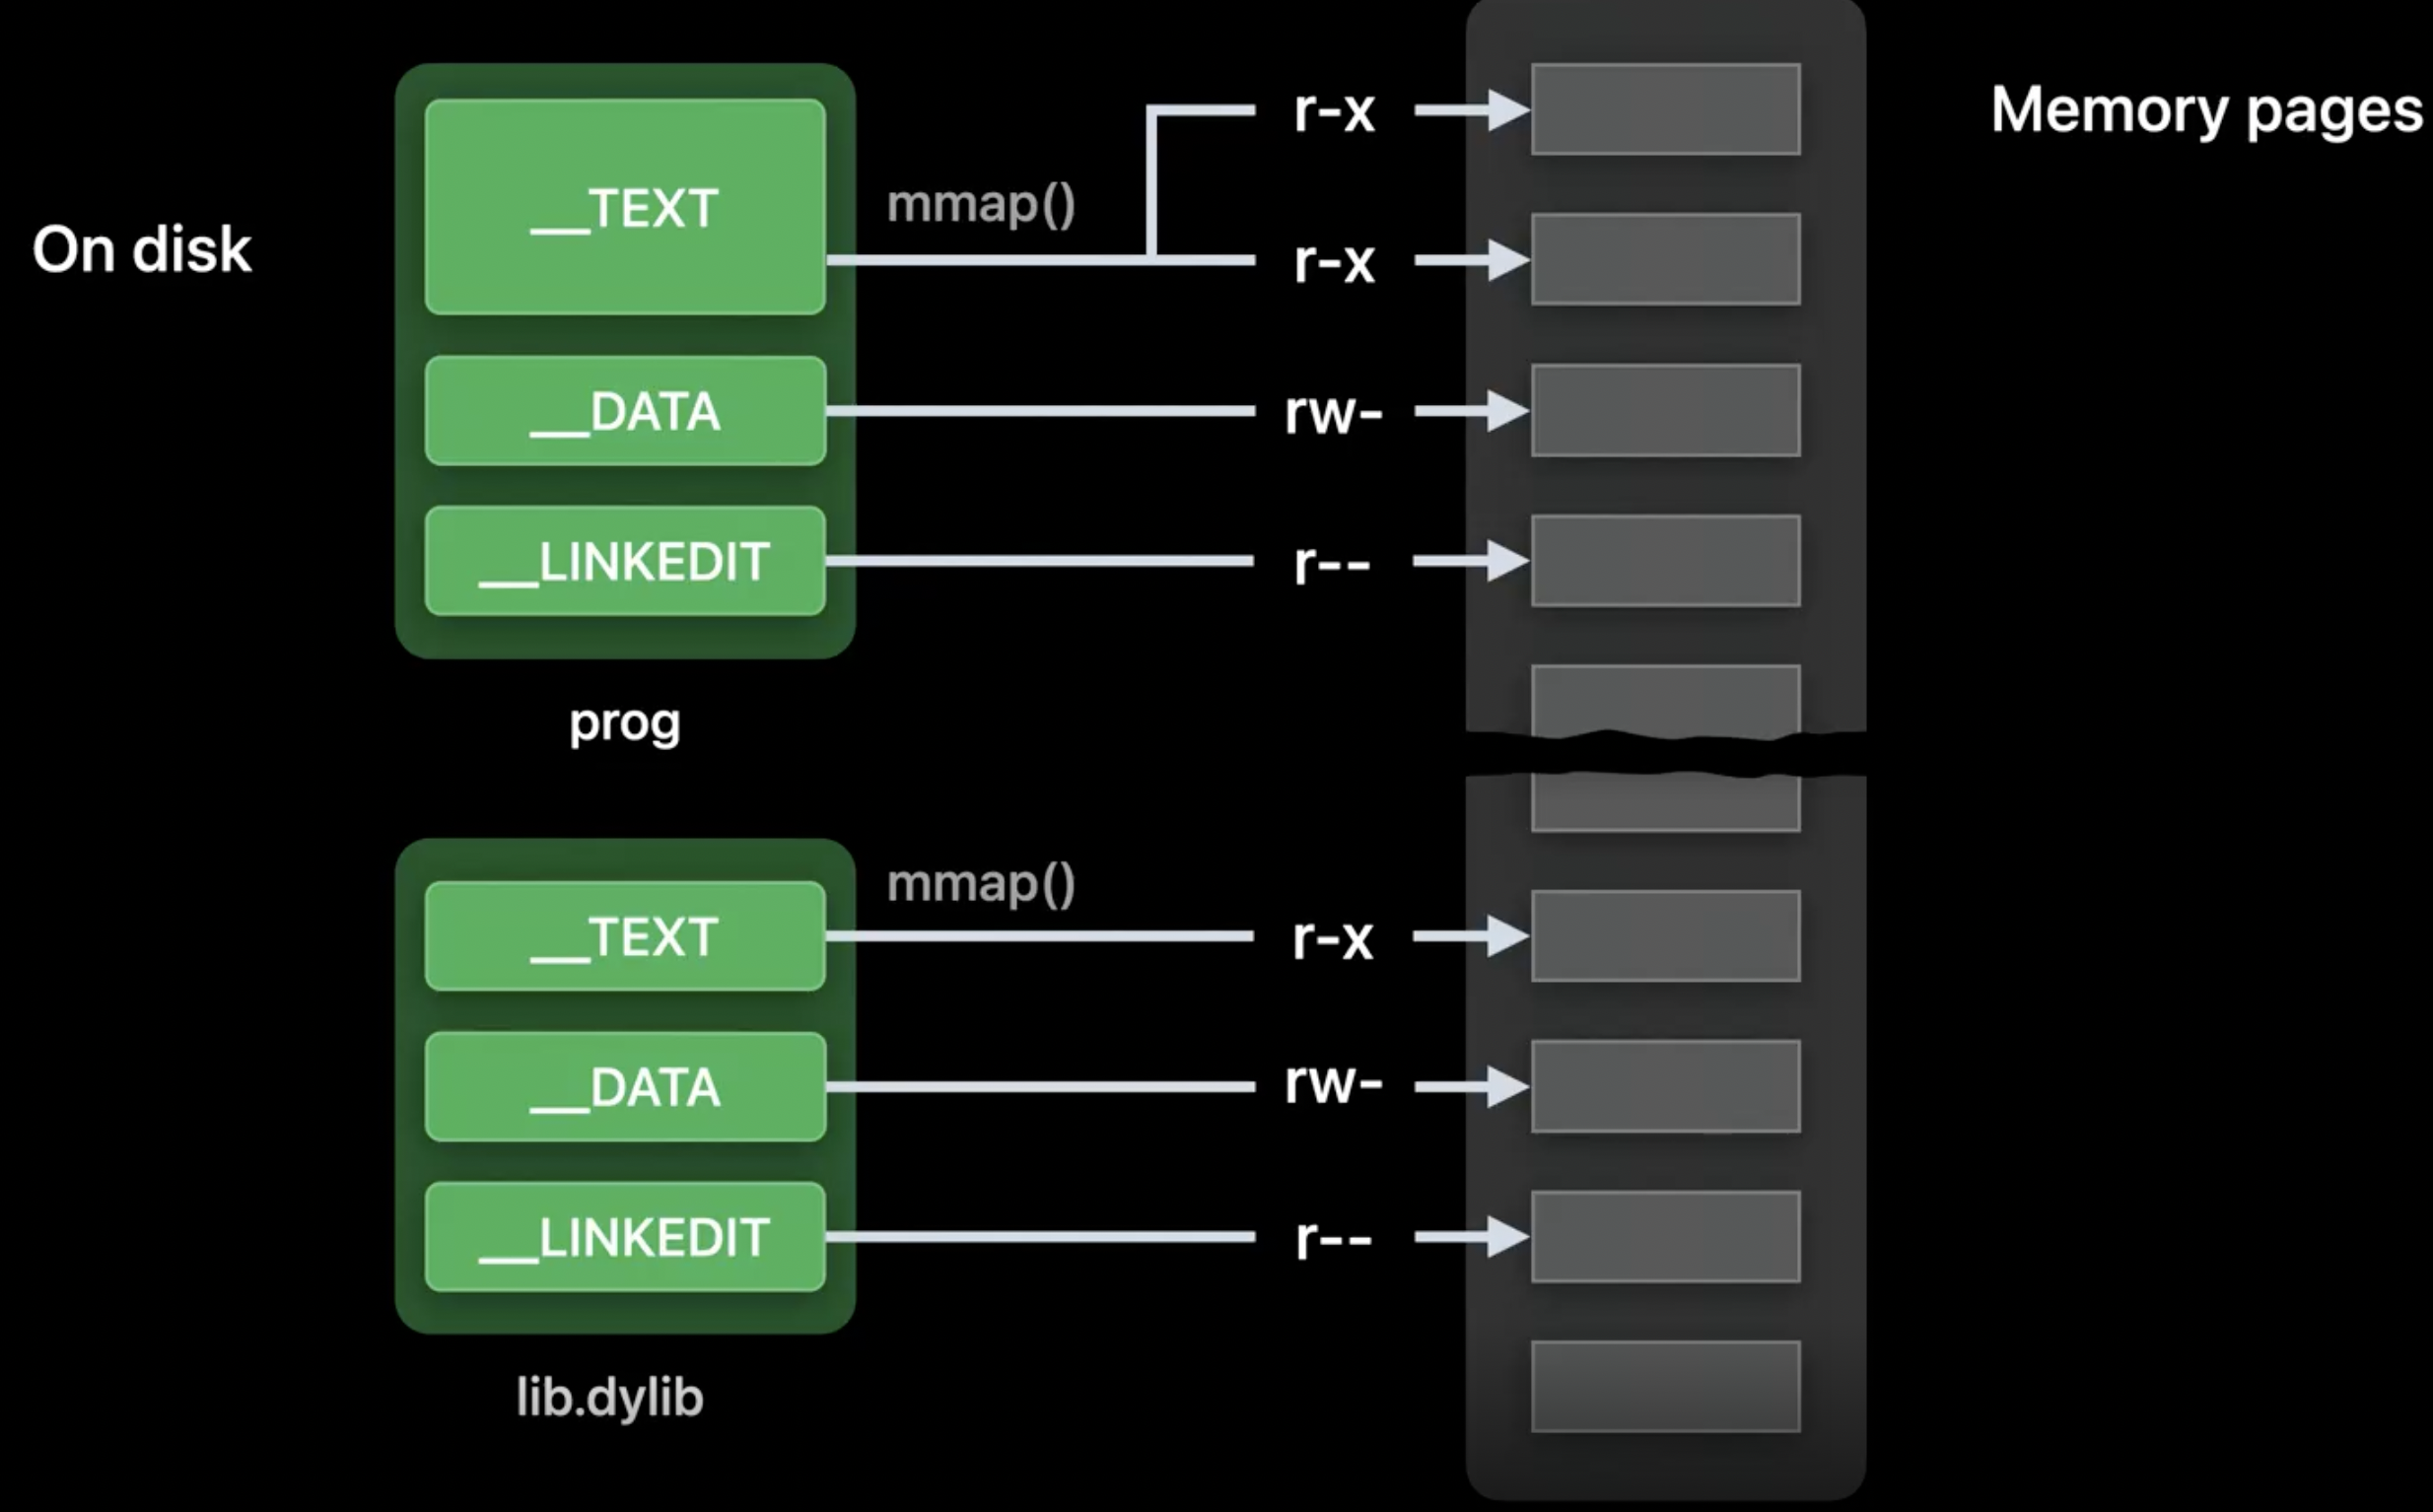 On disk
__TEXT
__DATA
__LINKEDIT
prog
mmap()
r-x
r-x
rw-
r--
Memory pages
__TEXT
__DATA
__LINKEDIT
lib.dylib
mmap()
r-x
rw-
r--